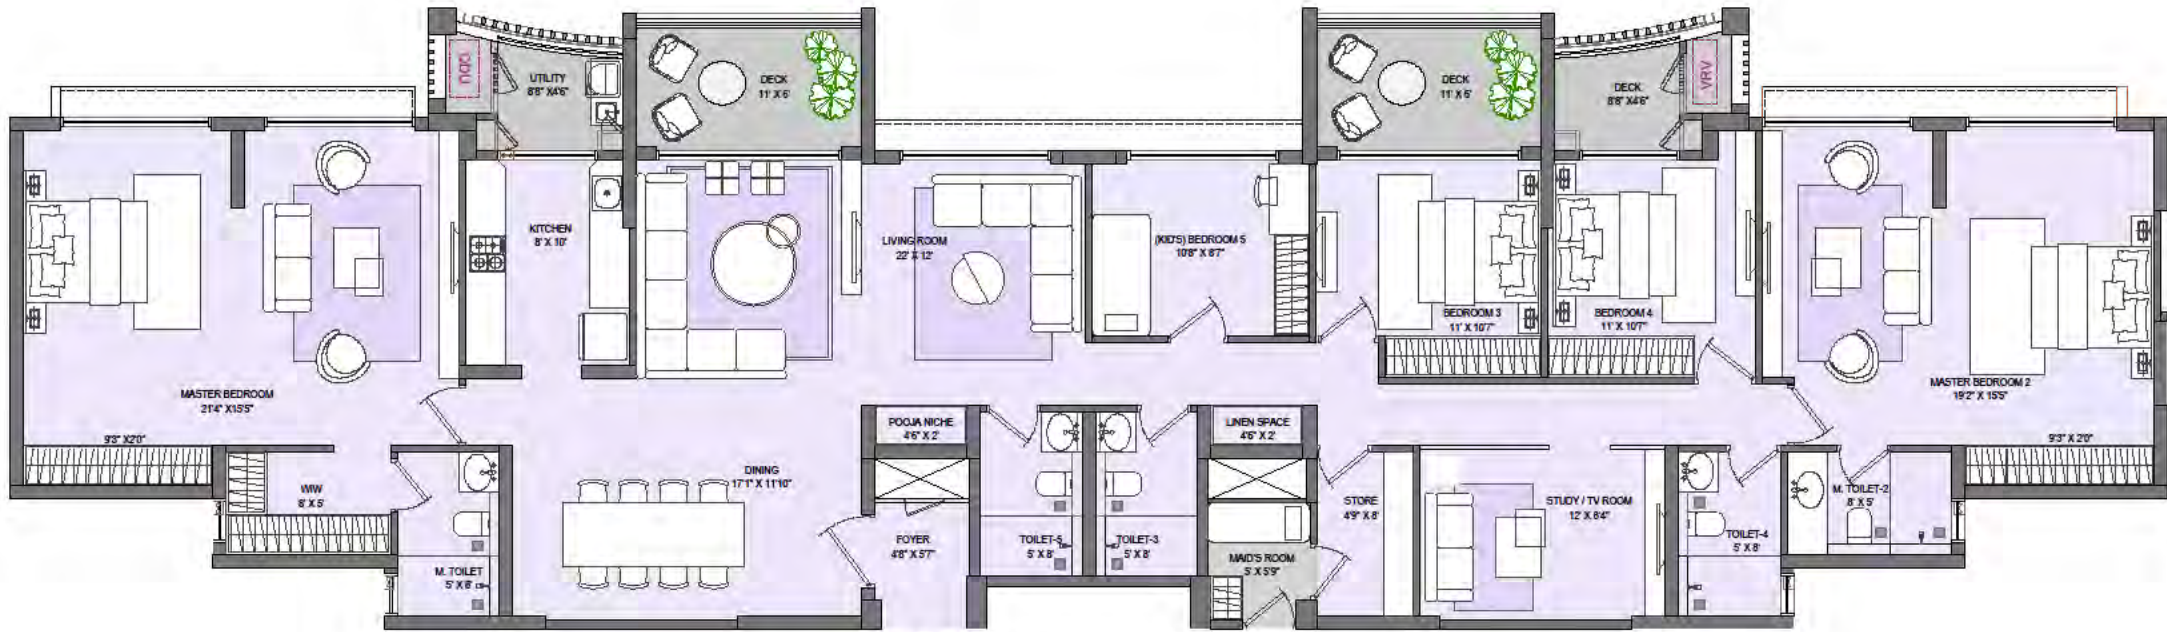 UTILITY
8'8" X4'6"
DECK
11' X 6'
DECK
11' X 6'
DECK
8'8" X4'6"
VRV
KITCHEN
8' X 10'
LIVING ROOM
22' X 12'
(KID'S) BEDROOM 5
10'8" X 8'7"
BEDROOM 3
11' X 10'7"
BEDROOM 4
11' X 10'7"
MASTER BEDROOM
21'4" X15'5"
MASTER BEDROOM 2
19'2" X 15'5"
9'3" X2'0"
9'3" X 2'0"
POOJA NICHE
4'6" X 2'
LINEN SPACE
4'6" X 2'
DINING
17'1" X 11'10"
WIW
8' X 5'
STORE
4'9" X 8'
STUDY / TV ROOM
12' X 8'4"
M. TOILET-2
8' X 5'
FOYER
4'8" X 5'7"
TOILET-5
5' X 8'
TOILET-3
5' X 8'
TOILET-4
5' X 8'
MAID'S ROOM
5' X 5'9"
M. TOILET
5' X 8'